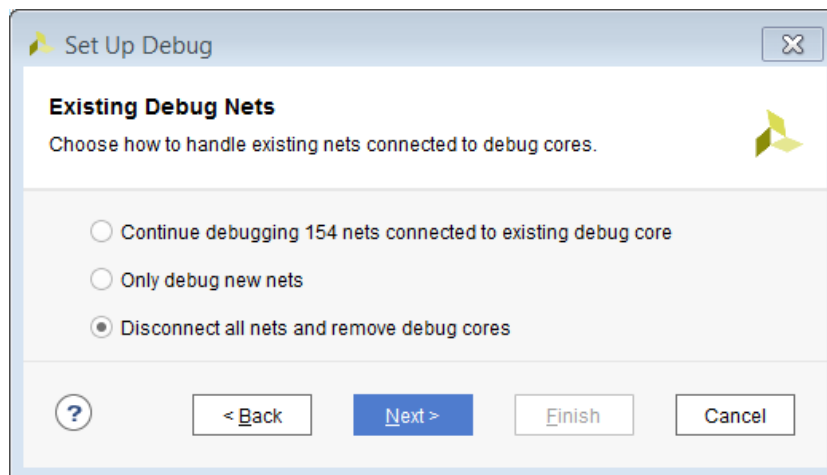 Set Up Debug
Existing Debug Nets
Choose how to handle existing nets connected to debug cores.
Continue debugging 154 nets connected to existing debug core
Only debug new nets
Disconnect all nets and remove debug cores
?
< Back
Next >
Finish
Cancel